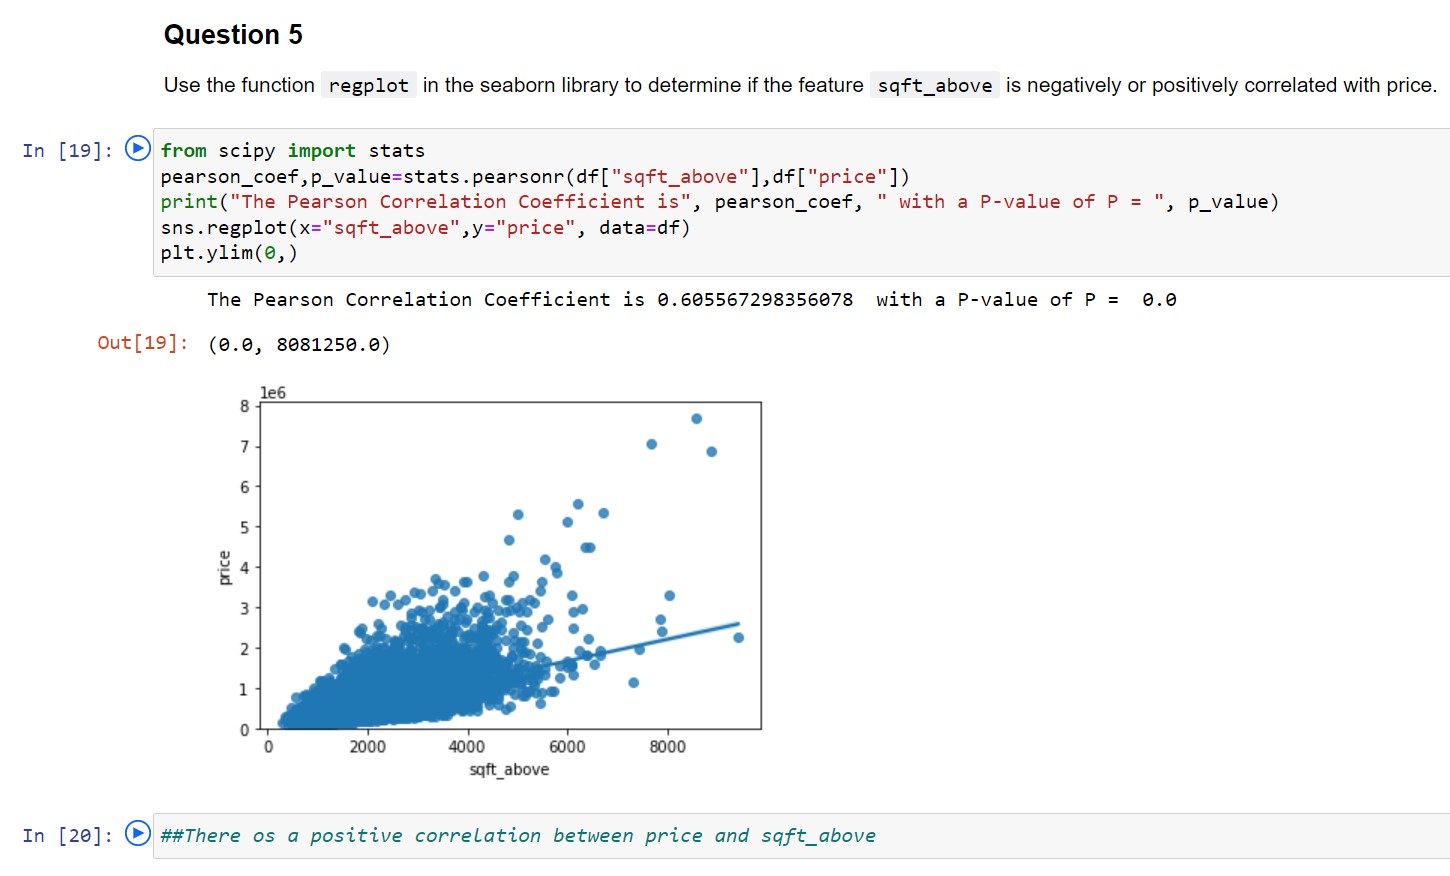 Question 5
Use the function regplot in the seaborn library to determine if the feature sqft_above is negatively or positively correlated with price.
In [19]:
from scipy import stats
pearson_coef,p_value=stats.pearsonr(df["sqft_above"],df["price"])
print("The Pearson Correlation Coefficient is", pearson_coef, " with a P-value of P = ", p_value)
sns.regplot(x="sqft_above",y="price", data=df)
plt.ylim(0,)
The Pearson Correlation Coefficient is 0.605567298356078  with a P-value of P =  0.0
Out[19]: (0.0, 8081250.0)
1e6
8
7
6
5
4
3
2
1
0
price
0 2000 4000 6000 8000
sqft_above
In [20]: ##There os a positive correlation between price and sqft_above